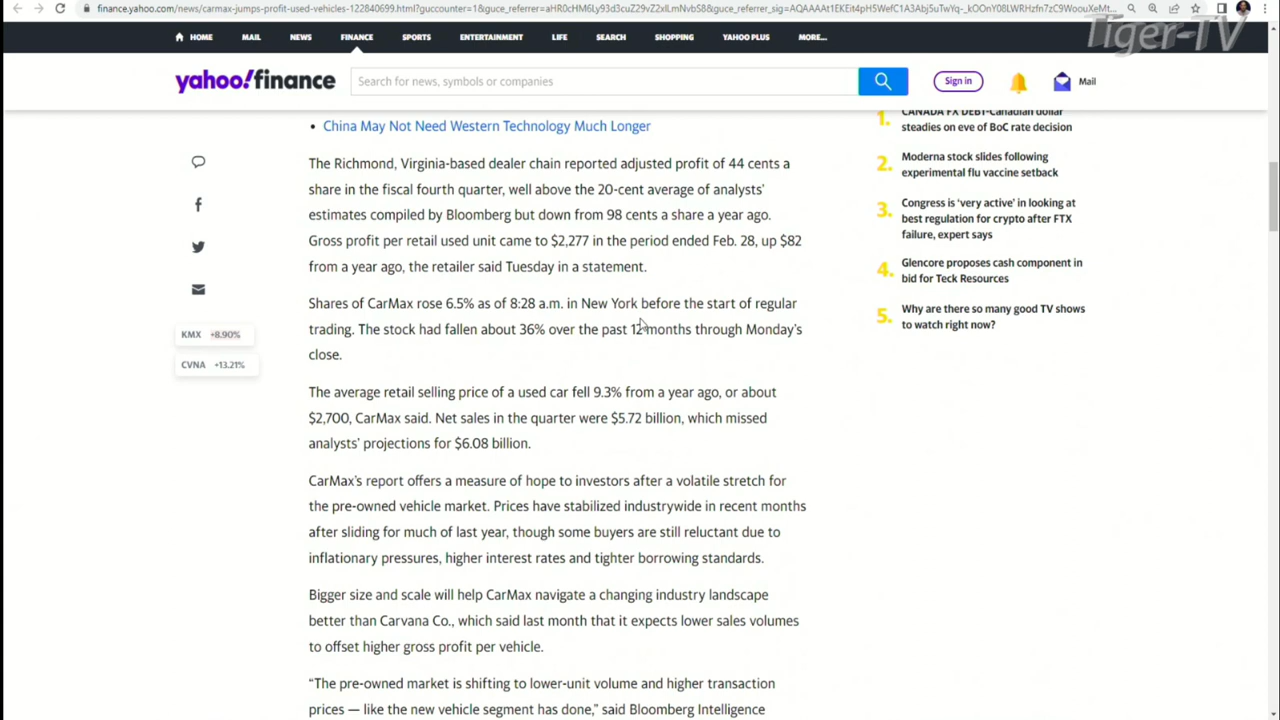 finance.yahoo.com/news/carmax-jumps-profit-used-vehicles-122840699.html?guccounter=1&guce_referrer=
Tiger-TV
HOME MAIL NEWS FINANCE SPORTS ENTERTAINMENT LIFE SEARCH SHOPPING YAHOO PLUS MORE...
yahoo!finance
Search for news, symbols or companies
Sign in
Mail
• China May Not Need Western Technology Much Longer
The Richmond, Virginia-based dealer chain reported adjusted profit of 44 cents a
share in the fiscal fourth quarter, well above the 20-cent average of analysts'
estimates compiled by Bloomberg but down from 98 cents a share a year ago.
Gross profit per retail used unit came to $2,277 in the period ended Feb. 28, up $82
from a year ago, the retailer said Tuesday in a statement.
Shares of CarMax rose 6.5% as of 8:28 a.m. in New York before the start of regular
trading. The stock had fallen about 36% over the past 12 months through Monday's
close.
The average retail selling price of a used car fell 9.3% from a year ago, or about
$2,700, CarMax said. Net sales in the quarter were $5.72 billion, which missed
analysts' projections for $6.08 billion.
CarMax's report offers a measure of hope to investors after a volatile stretch for
the pre-owned vehicle market. Prices have stabilized industrywide in recent months
after sliding for much of last year, though some buyers are still reluctant due to
inflationary pressures, higher interest rates and tighter borrowing standards.
Bigger size and scale will help CarMax navigate a changing industry landscape
better than Carvana Co., which said last month that it expects lower sales volumes
to offset higher gross profit per vehicle.
"The pre-owned market is shifting to lower-unit volume and higher transaction
prices — like the new vehicle segment has done," said Bloomberg Intelligence
KMX +8.90%
CVNA +13.21%
1. CANADA FX DEBT-Canadian dollar
steadies on eve of BoC rate decision
2. Moderna stock slides following
experimental flu vaccine setback
3. Congress is 'very active' in looking at
best regulation for crypto after FTX
failure, expert says
4. Glencore proposes cash component in
bid for Teck Resources
5. Why are there so many good TV shows
to watch right now?